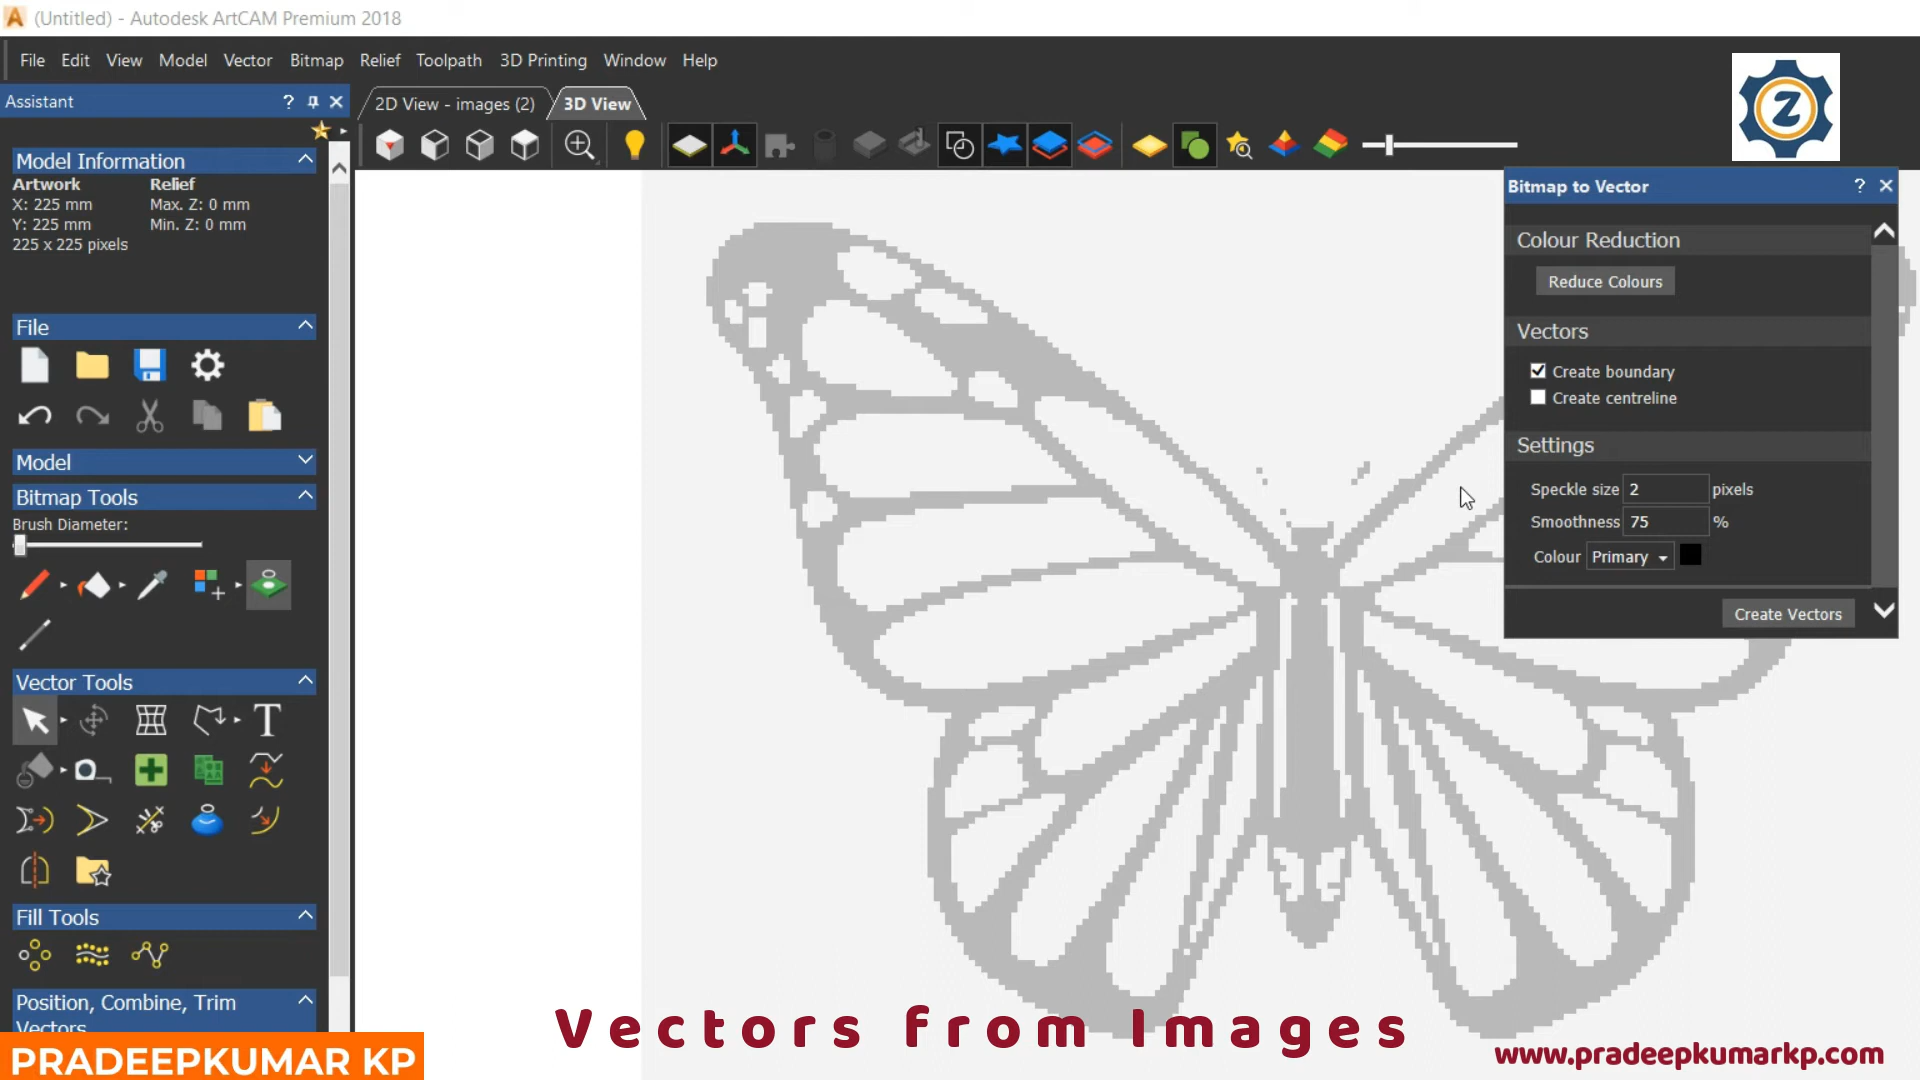 (Untitled) - Autodesk ArtCAM Premium 2018
File Edit View Model Vector Bitmap Relief Toolpath 3D Printing Window Help
Assistant ?
2D View - images (2) 3D View
Z
Model Information
Artwork Relief
X: 225 mm Max. Z: 0 mm
Y: 225 mm Min. Z: 0 mm
225 x 225 pixels
File
Model
Bitmap Tools
Brush Diameter:
Vector Tools
T
Fill Tools
Position, Combine, Trim
Vectors
Bitmap to Vector ?
Colour Reduction
Reduce Colours
Vectors
Create boundary
Create centreline
Settings
Speckle size 2 pixels
Smoothness 75 %
Colour Primary
Create Vectors
Vectors from Images
PRADEEPKUMAR KP
www.pradeepkumarkp.com